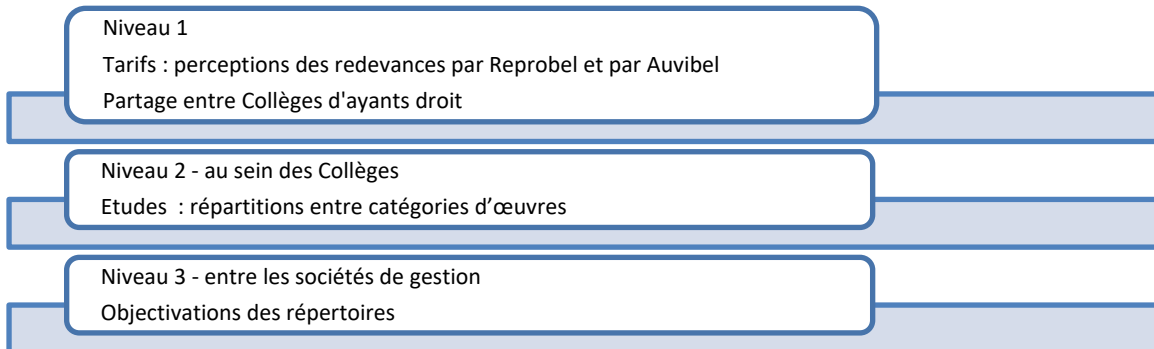 Niveau 1
Tarifs : perceptions des redevances par Reprobel et par Auvibel
Partage entre Collèges d'ayants droit
Niveau 2 - au sein des Collèges
Etudes  : répartitions entre catégories d’œuvres
Niveau 3 - entre les sociétés de gestion
Objectivations des répertoires